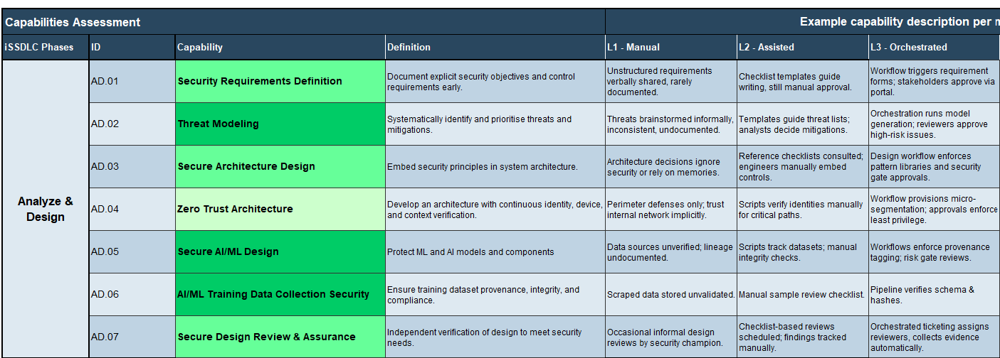 Capabilities Assessment
Example capability description per
iSSDLC Phases
ID
Capability
Definition
L1 - Manual
L2 - Assisted
L3 - Orchestrated
Analyze &
Design
AD.01
Security Requirements Definition
Document explicit security objectives and control
requirements early.
Unstructured requirements
verbally shared, rarely
documented.
Checklist templates guide
writing, still manual approval.
Workflow triggers requirement
forms; stakeholders approve via
portal.
AD.02
Threat Modeling
Systematically identify and prioritise threats and
mitigations.
Threats brainstormed informally,
inconsistent, undocumented.
Templates guide threat lists;
analysts decide mitigations.
Orchestration runs model
generation; reviewers approve
high-risk issues.
AD.03
Secure Architecture Design
Embed security principles in system architecture.
Architecture decisions ignore
security or rely on memories.
Reference checklists consulted;
engineers manually embed
controls.
Design workflow enforces
pattern libraries and security
gate approvals.
AD.04
Zero Trust Architecture
Develop an architecture with continuous identity, device,
and context verification.
Perimeter defenses only; trust
internal network implicitly.
Scripts verify identities manually
for critical paths.
Workflow provisions micro-
segmentation; approvals enforce
least privilege.
AD.05
Secure AI/ML Design
Protect ML and AI models and components
Data sources unverified; lineage
undocumented.
Scripts track datasets; manual
integrity checks.
Workflows enforce provenance
tagging; risk gate reviews.
AD.06
AI/ML Training Data Collection Security
Ensure training dataset provenance, integrity, and
compliance.
Scraped data stored unvalidated.
Manual sample review checklist.
Pipeline verifies schema &
hashes.
AD.07
Secure Design Review & Assurance
Independent verification of design to meet security
needs.
Occasional informal design
reviews by security champion.
Checklist-based reviews
scheduled; findings tracked
manually.
Orchestrated ticketing assigns
reviewers, collects evidence
automatically.